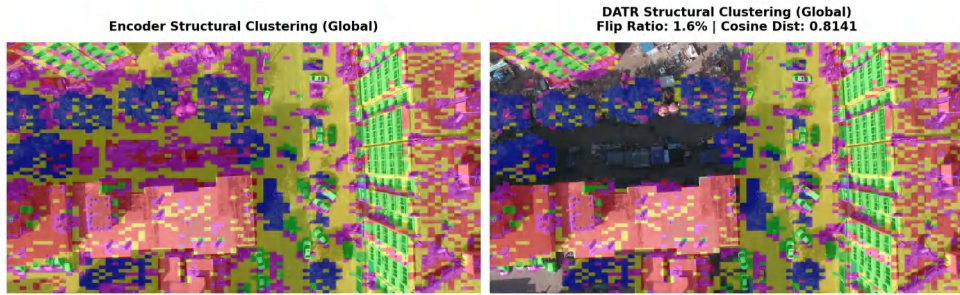 Encoder Structural Clustering (Global)
DATR Structural Clustering (Global)
Flip Ratio: 1.6% | Cosine Dist: 0.8141